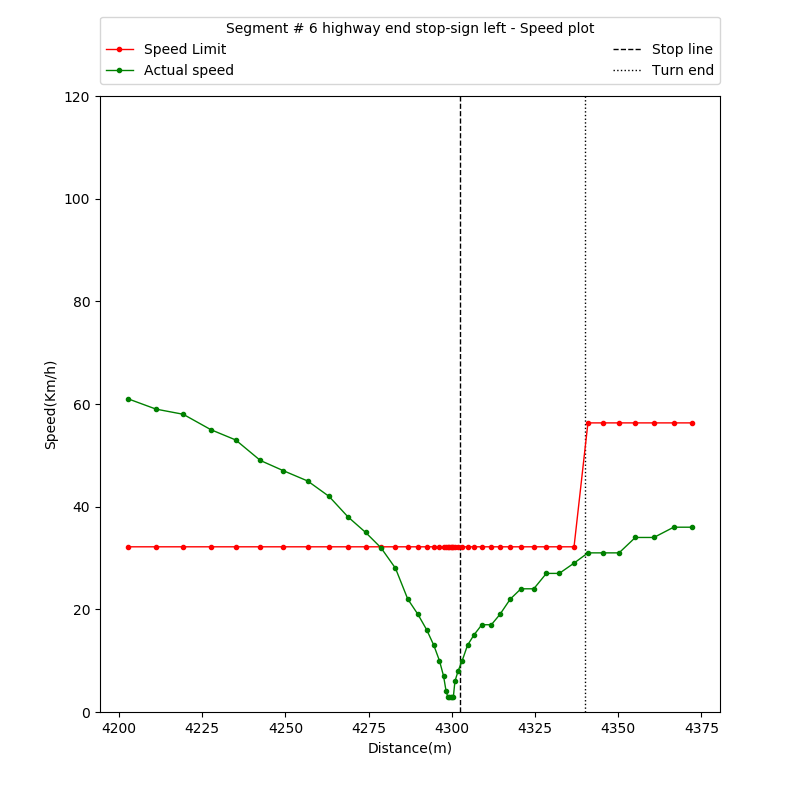 Segment # 6 highway end stop-sign left - Speed plot
Speed Limit
Actual speed
Stop line
Turn end
120
100
80
60
40
20
0
Speed(Km/h)
4200 4225 4250 4275 4300 4325 4350 4375
Distance(m)